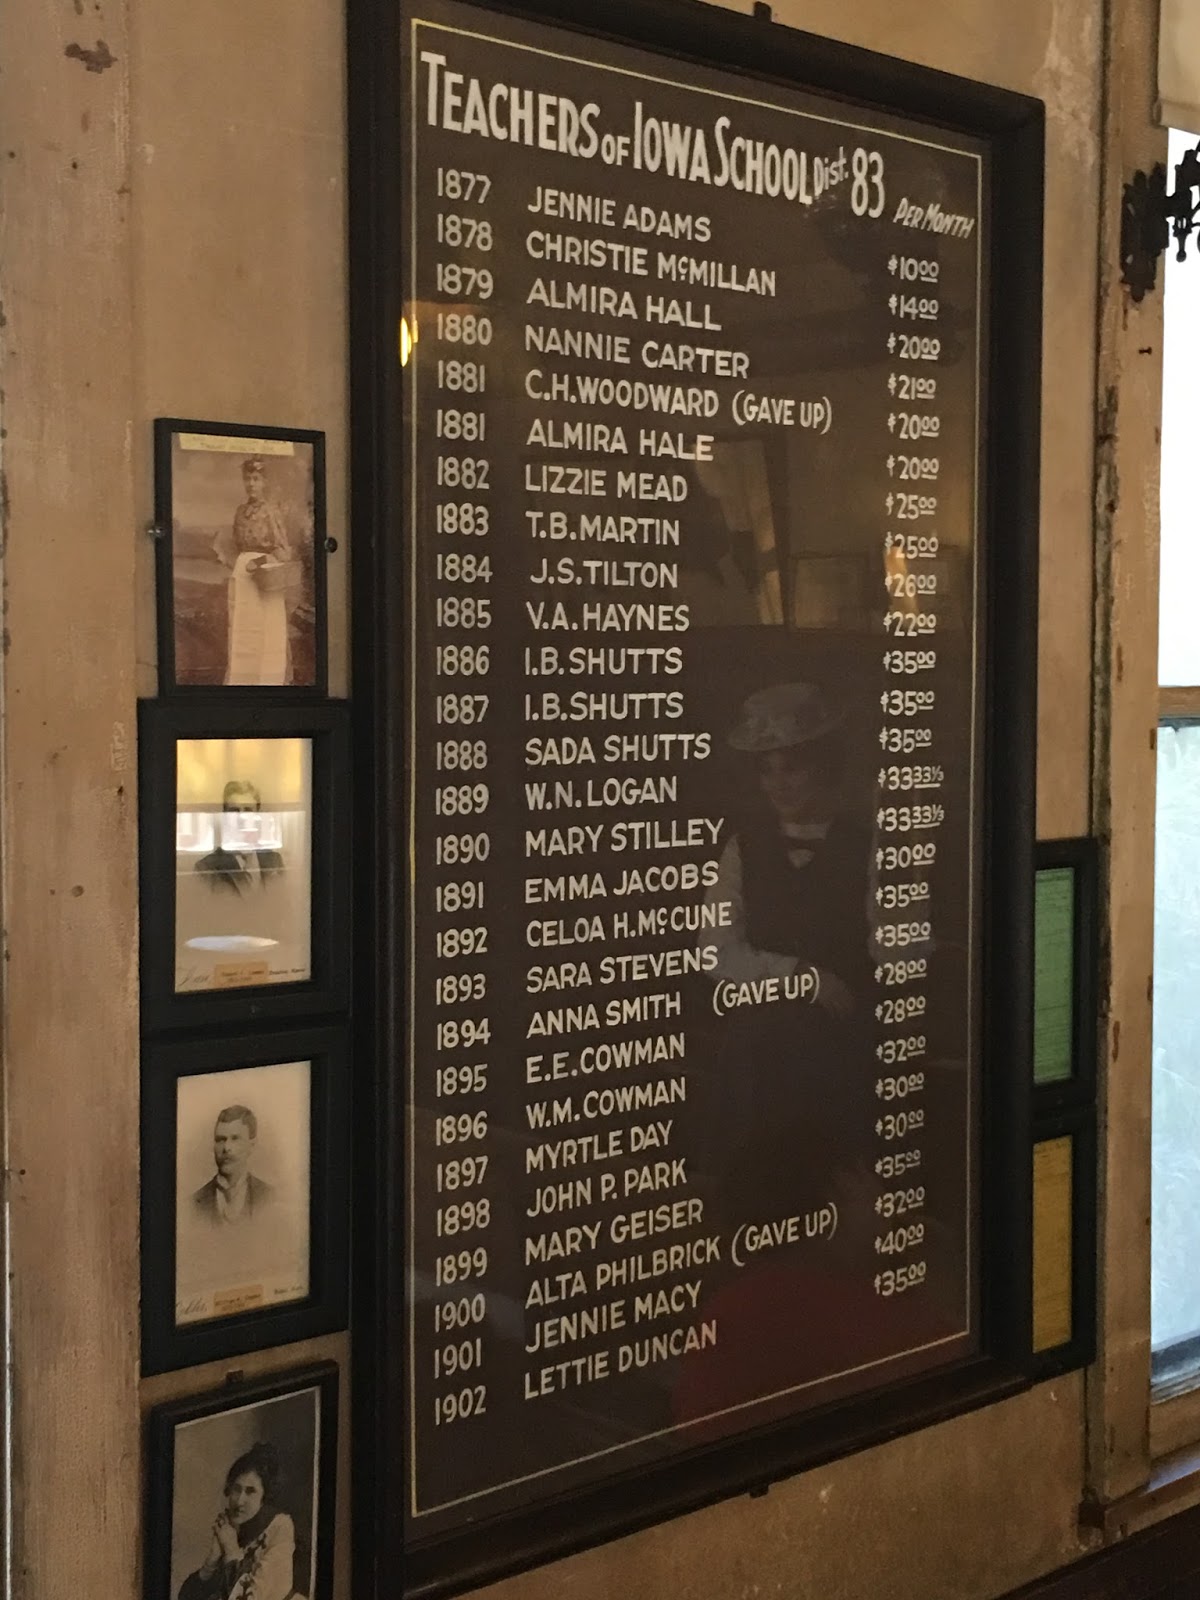 TEACHERS OF IOWA SCHOOL Dist. 83 PER MONTH
1877 JENNIE ADAMS $10 00
1878 CHRISTIE McMILLAN $14 00
1879 ALMIRA HALL $20 00
1880 NANNIE CARTER $21 00
1881 C.H. WOODWARD (GAVE UP) $20 00
1881 ALMIRA HALE $20 00
1882 LIZZIE MEAD $25 00
1883 T.B. MARTIN $25 00
1884 J.S. TILTON $26 00
1885 V.A. HAYNES $22 00
1886 I.B. SHUTTS $35 00
1887 I.B. SHUTTS $35 00
1888 SADA SHUTTS $35 00
1889 W.N. LOGAN $33 33⅓
1890 MARY STILLEY $33 33⅓
1891 EMMA JACOBS $30 00
1892 CELOA H. McCUNE $35 00
1893 SARA STEVENS $35 00
1894 ANNA SMITH (GAVE UP) $28 00
1895 E.E. COWMAN $28 00
1896 W.M. COWMAN $32 00
1897 MYRTLE DAY $30 00
1898 JOHN P. PARK $30 00
1899 MARY GEISER $35 00
1900 ALTA PHILBRICK (GAVE UP) $32 00
1901 JENNIE MACY $40 00
1902 LETTIE DUNCAN $35 00